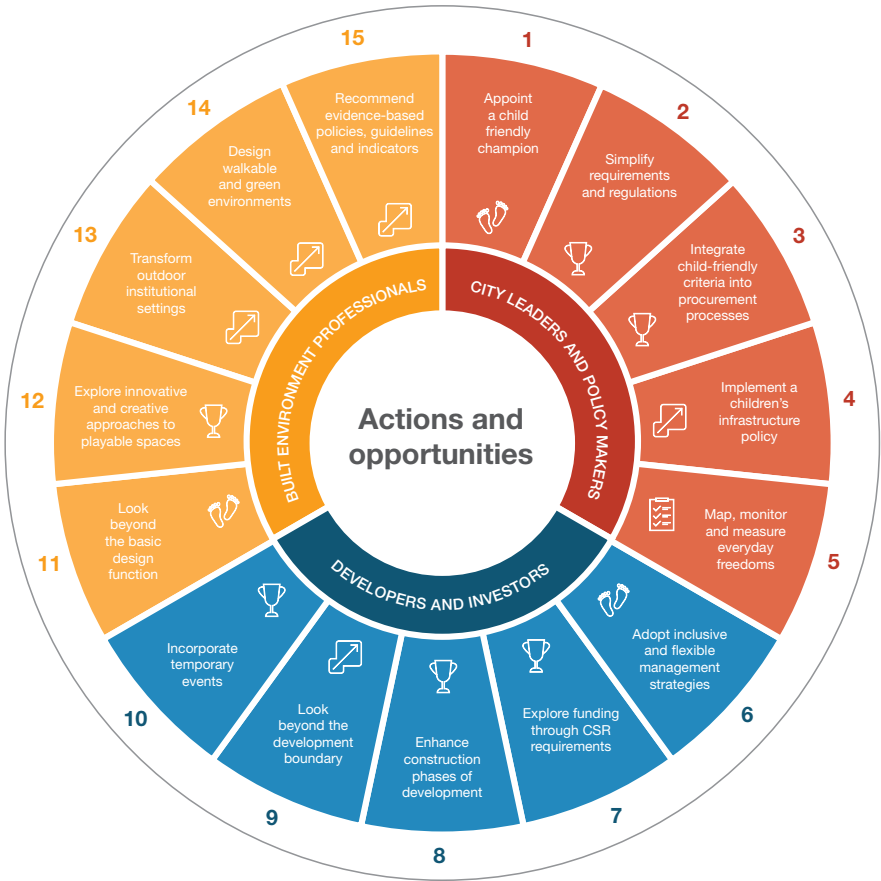 Actions and
opportunities
CITY LEADERS AND POLICY MAKERS
1
Appoint
a child
friendly
champion
2
Simplify
requirements
and regulations
3
Integrate
child-friendly
criteria into
procurement
processes
4
Implement a
children's
infrastructure
policy
5
Map, monitor
and measure
everyday
freedoms
DEVELOPERS AND INVESTORS
6
Adopt inclusive
and flexible
management
strategies
7
Explore funding
through CSR
requirements
8
Enhance
construction
phases of
development
9
Look
beyond the
development
boundary
10
Incorporate
temporary
events
BUILT ENVIRONMENT PROFESSIONALS
11
Look
beyond
the basic
design
function
12
Explore innovative
and creative
approaches to
playable spaces
13
Transform
outdoor
institutional
settings
14
Design
walkable
and green
environments
15
Recommend
evidence-based
policies, guidelines
and indicators